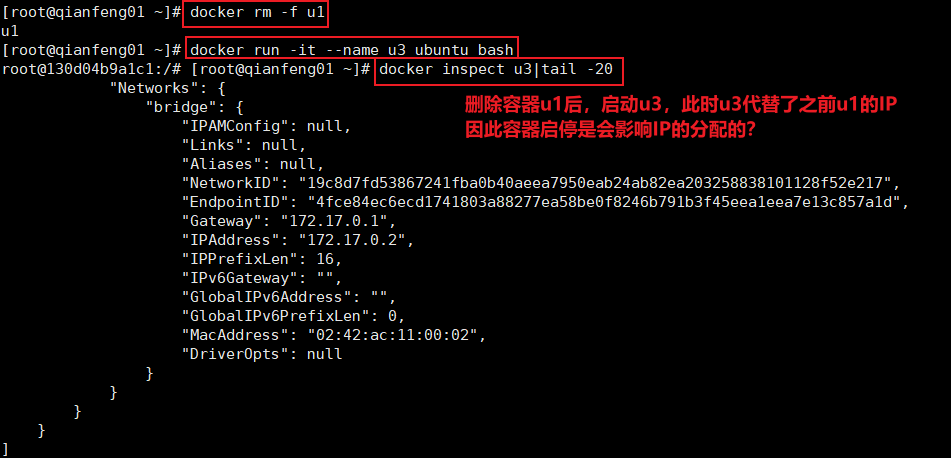 [root@qianfeng01 ~]# docker rm -f u1
u1
[root@qianfeng01 ~]# docker run -it --name u3 ubuntu bash
root@130d04b9a1c1:/# [root@qianfeng01 ~]# docker inspect u3|tail -20
"Networks": {
"bridge": {
"IPAMConfig": null,
"Links": null,
"Aliases": null,
"NetworkID": "19c8d7fd53867241fba0b40aeea7950eab24ab82ea203258838101128f52e217",
"EndpointID": "4fce84ec6ecd1741803a88277ea58be0f8246b791b3f45eea1eea7e13c857a1d",
"Gateway": "172.17.0.1",
"IPAddress": "172.17.0.2",
"IPPrefixLen": 16,
"IPv6Gateway": "",
"GlobalIPv6Address": "",
"GlobalIPv6PrefixLen": 0,
"MacAddress": "02:42:ac:11:00:02",
"DriverOpts": null
}
}
}
}
]
删除容器u1后，启动u3，此时u3代替了之前u1的IP
因此容器启停是会影响IP的分配的？